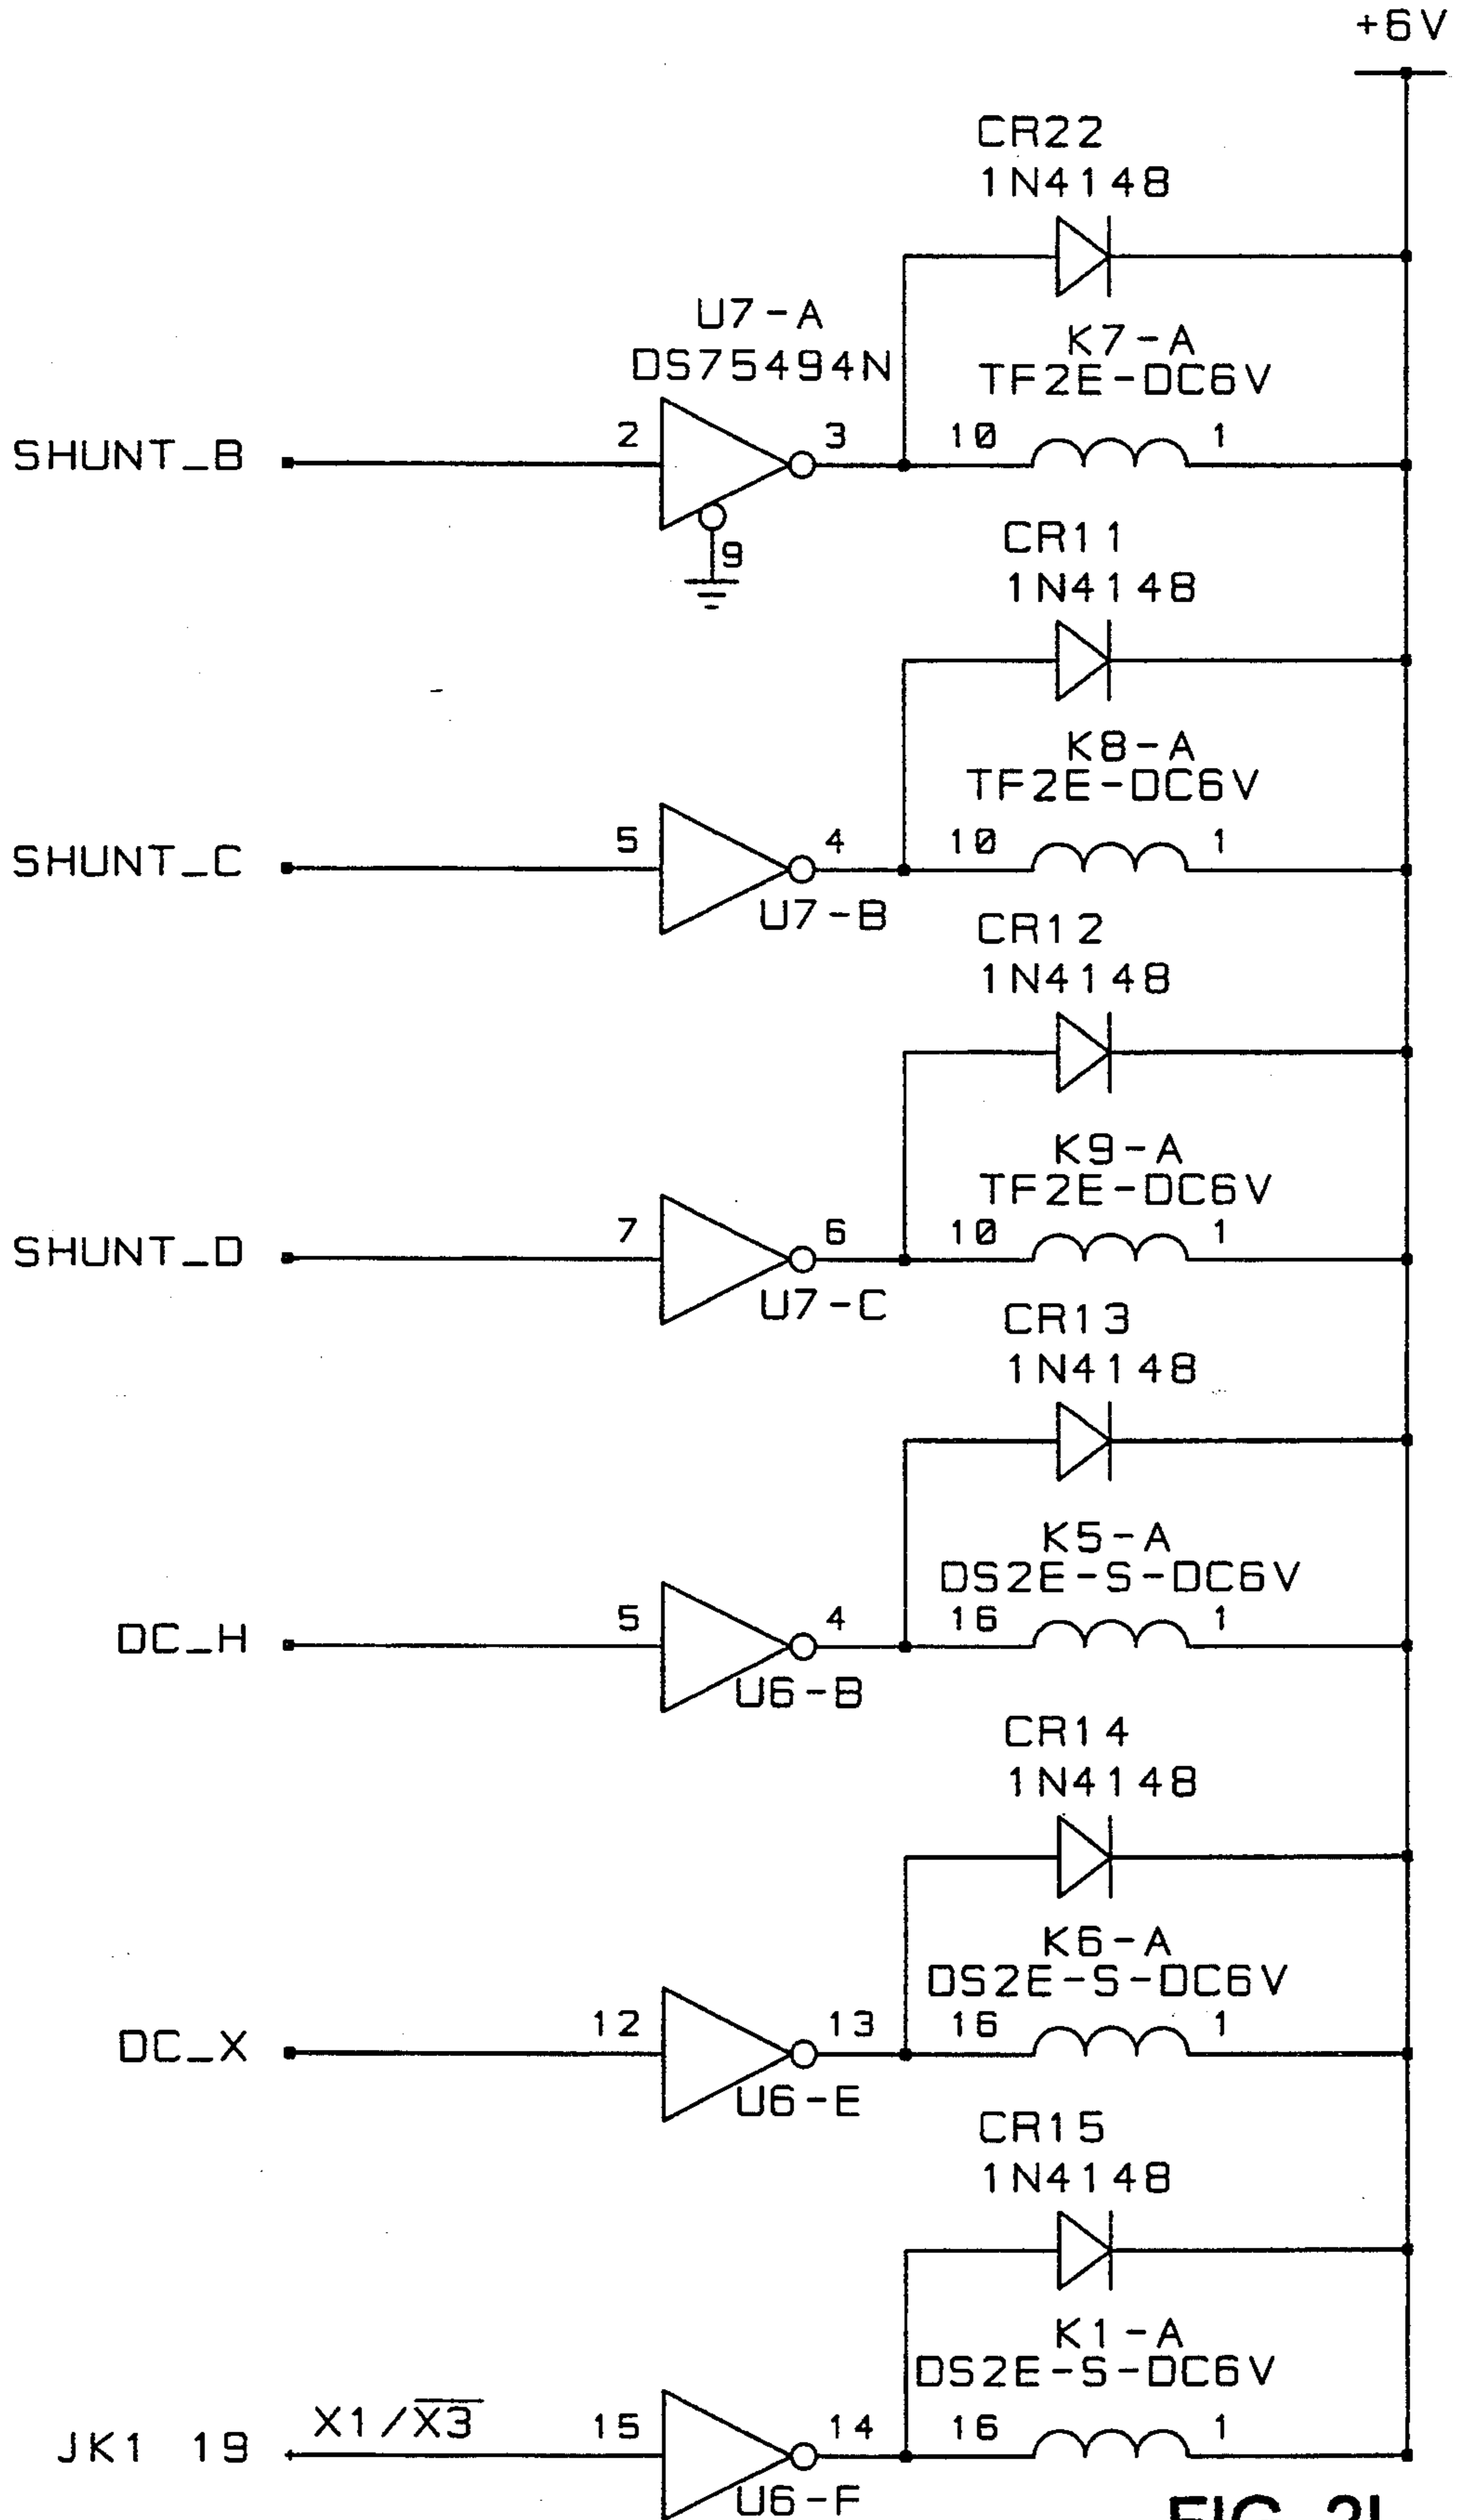 +6V
CR22
1N4148
U7-A
DS75494N
K7-A
TF2E-DC6V
SHUNT_B
2
3
10
1
9
CR11
1N4148
K8-A
TF2E-DC6V
SHUNT_C
5
4
10
1
U7-B
CR12
1N4148
K9-A
TF2E-DC6V
SHUNT_D
7
6
10
1
U7-C
CR13
1N4148
K5-A
DS2E-S-DC6V
DC_H
5
4
16
1
U6-B
CR14
1N4148
K6-A
DS2E-S-DC6V
DC_X
12
13
16
1
U6-E
CR15
1N4148
K1-A
DS2E-S-DC6V
JK1 19
X1/X̅3̅
15
14
16
1
U6-F